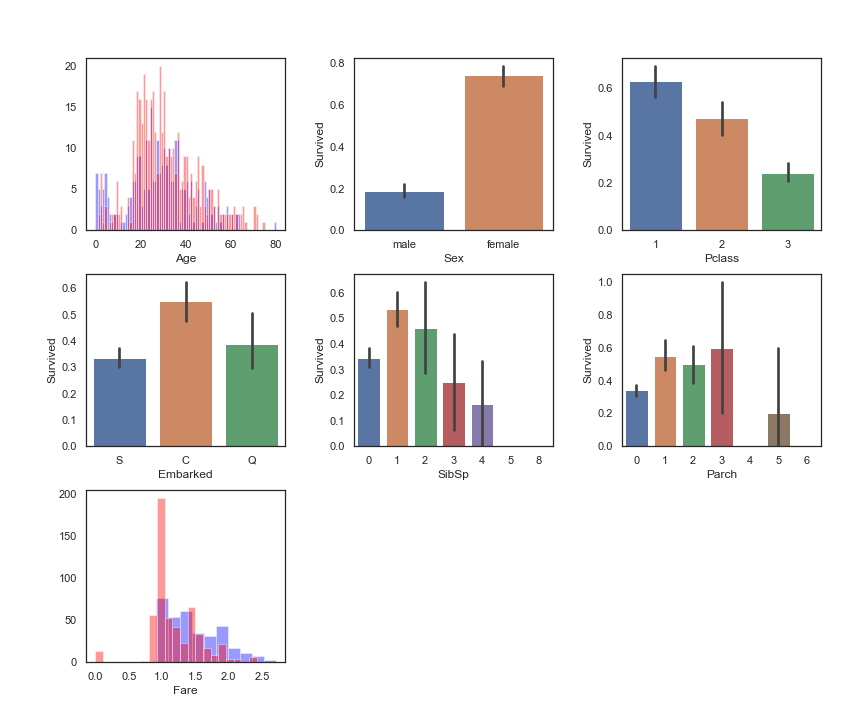 20
15
10
5
0
0 20 40 60 80
Age
0.8
0.6
0.4
0.2
0.0
Survived
male female
Sex
0.6
0.4
0.2
0.0
Survived
1 2 3
Pclass
0.6
0.5
0.4
0.3
0.2
0.1
0.0
Survived
S C Q
Embarked
0.6
0.5
0.4
0.3
0.2
0.1
0.0
Survived
0 1 2 3 4 5 8
SibSp
1.0
0.8
0.6
0.4
0.2
0.0
Survived
0 1 2 3 4 5 6
Parch
200
150
100
50
0
0.0 0.5 1.0 1.5 2.0 2.5
Fare